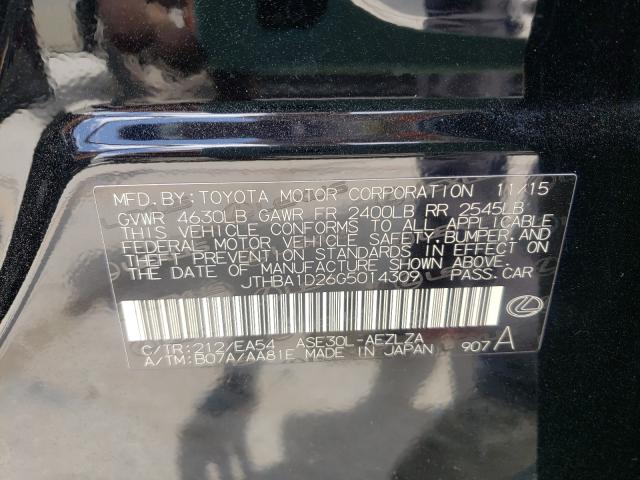 MFD. BY: TOYOTA MOTOR CORPORATION 11/15
GVWR 4630LB GAWR FR 2400LB RR 2545LB
THIS VEHICLE CONFORMS TO ALL APPLICABLE
FEDERAL MOTOR VEHICLE SAFETY, BUMPER, AND
THEFT PREVENTION STANDARDS IN EFFECT ON
THE DATE OF MANUFACTURE SHOWN ABOVE.
JTHBA1D26G5014309 PASS. CAR
C/TR: 212/EA54 ASE30L-AEZLZA
A/TM: B07A/AA81E MADE IN JAPAN 907A